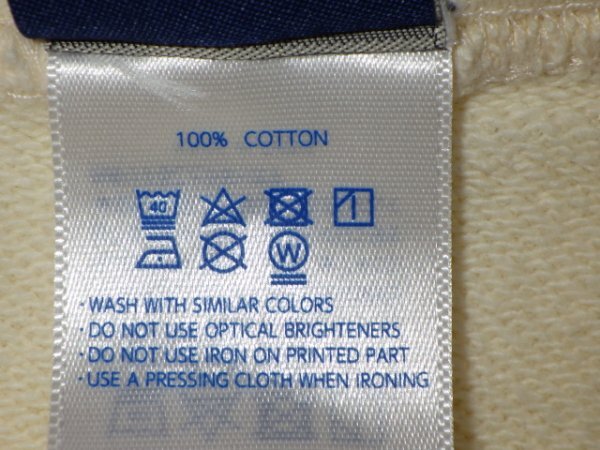 100% COTTON
40
W
· WASH WITH SIMILAR COLORS
· DO NOT USE OPTICAL BRIGHTENERS
· DO NOT USE IRON ON PRINTED PART
· USE A PRESSING CLOTH WHEN IRONING